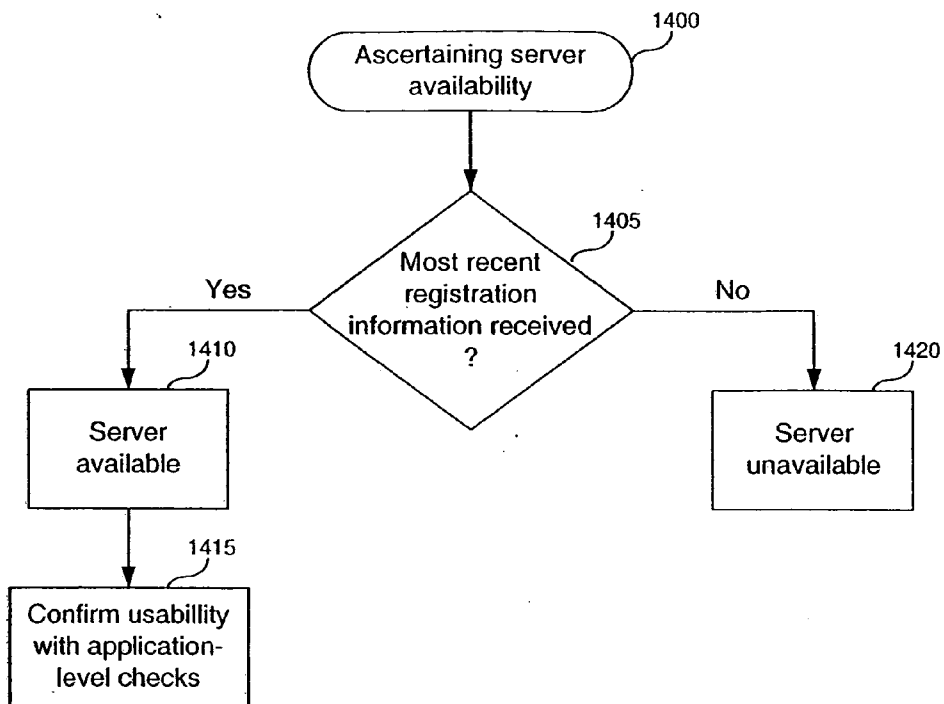 1400
Ascertaining server
availability
1405
Most recent
registration
information received
?
Yes
No
1410
Server
available
1420
Server
unavailable
1415
Confirm usabillity
with application-
level checks